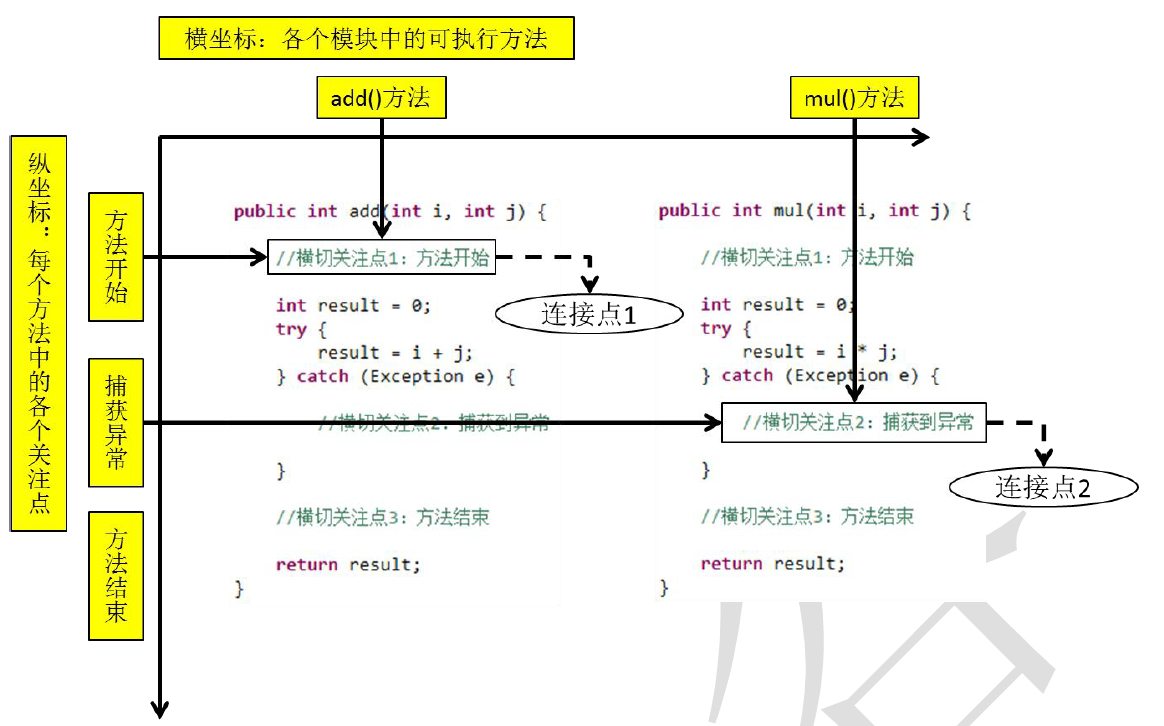 横坐标：各个模块中的可执行方法
add()方法
mul()方法
纵坐标：每个方法中的各个关注点
方法开始
捕获异常
方法结束
public int add(int i, int j) {
//横切关注点1：方法开始
int result = 0;
try {
result = i + j;
} catch (Exception e) {
//横切关注点2：捕获到异常
}
//横切关注点3：方法结束
return result;
}
连接点1
public int mul(int i, int j) {
//横切关注点1：方法开始
int result = 0;
try {
result = i * j;
} catch (Exception e) {
//横切关注点2：捕获到异常
}
//横切关注点3：方法结束
return result;
}
连接点2